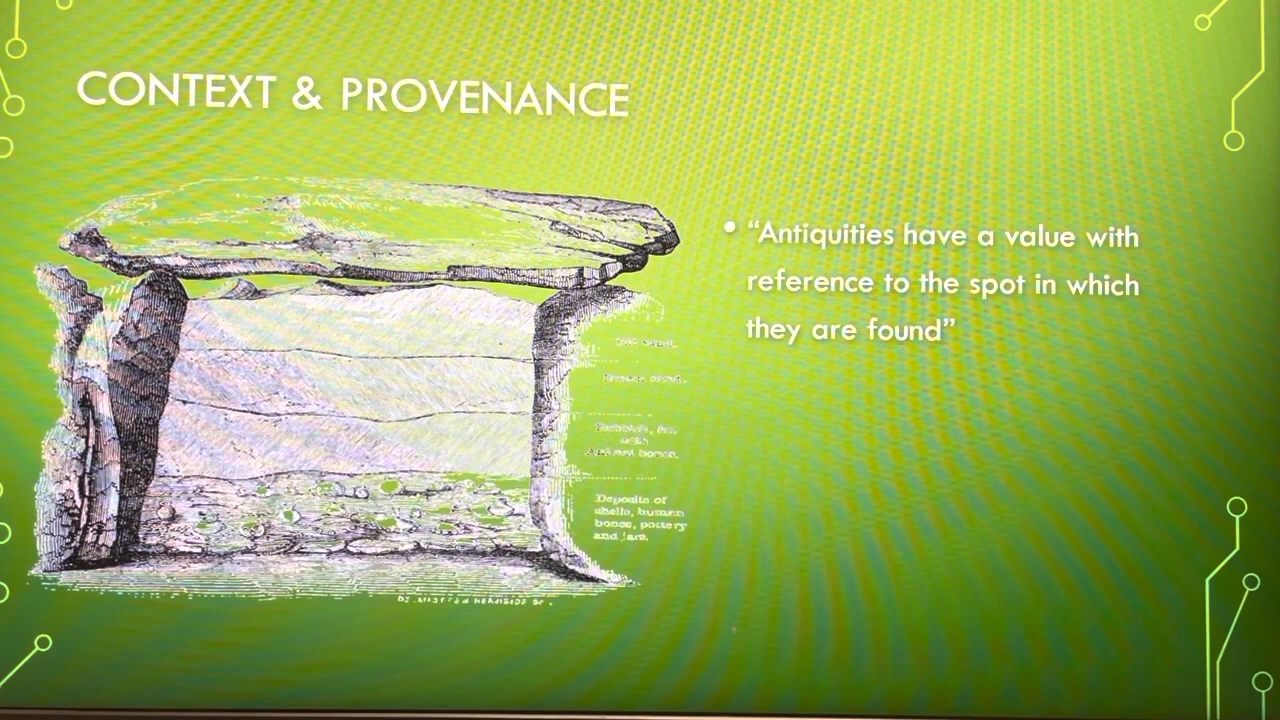 CONTEXT & PROVENANCE
• “Antiquities have a value with
reference to the spot in which
they are found”
Deposits of
shells, human
bones, pottery
and jars.